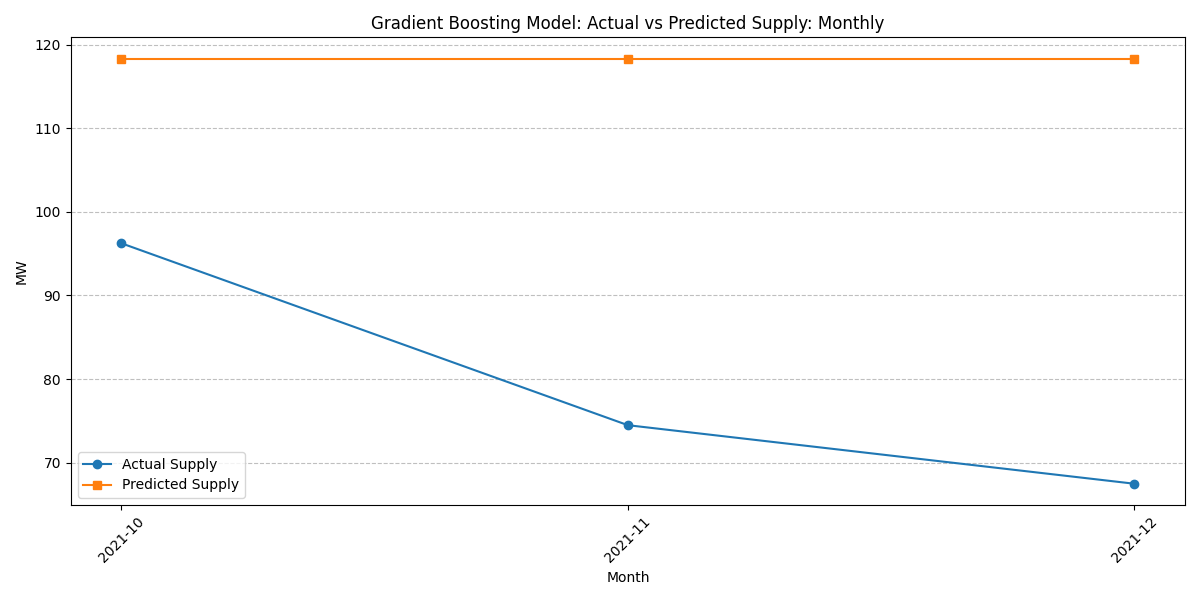 Gradient Boosting Model: Actual vs Predicted Supply: Monthly
120
110
100
90
80
70
MW
Actual Supply
Predicted Supply
2021-10
2021-11
2021-12
Month